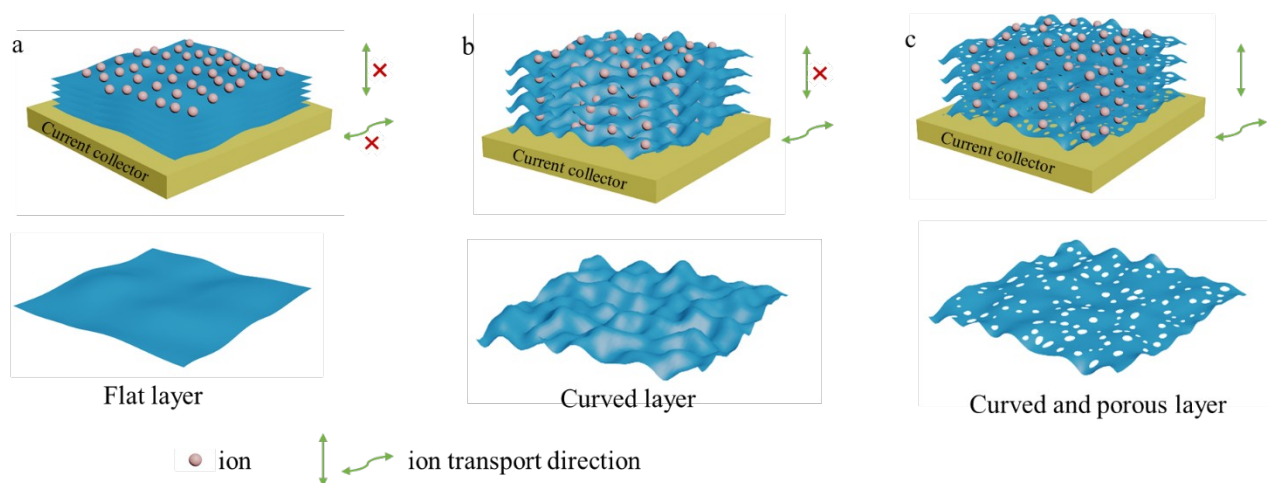 a
b
c
Current collector
Current collector
Current collector
Flat layer
Curved layer
Curved and porous layer
ion
ion transport direction